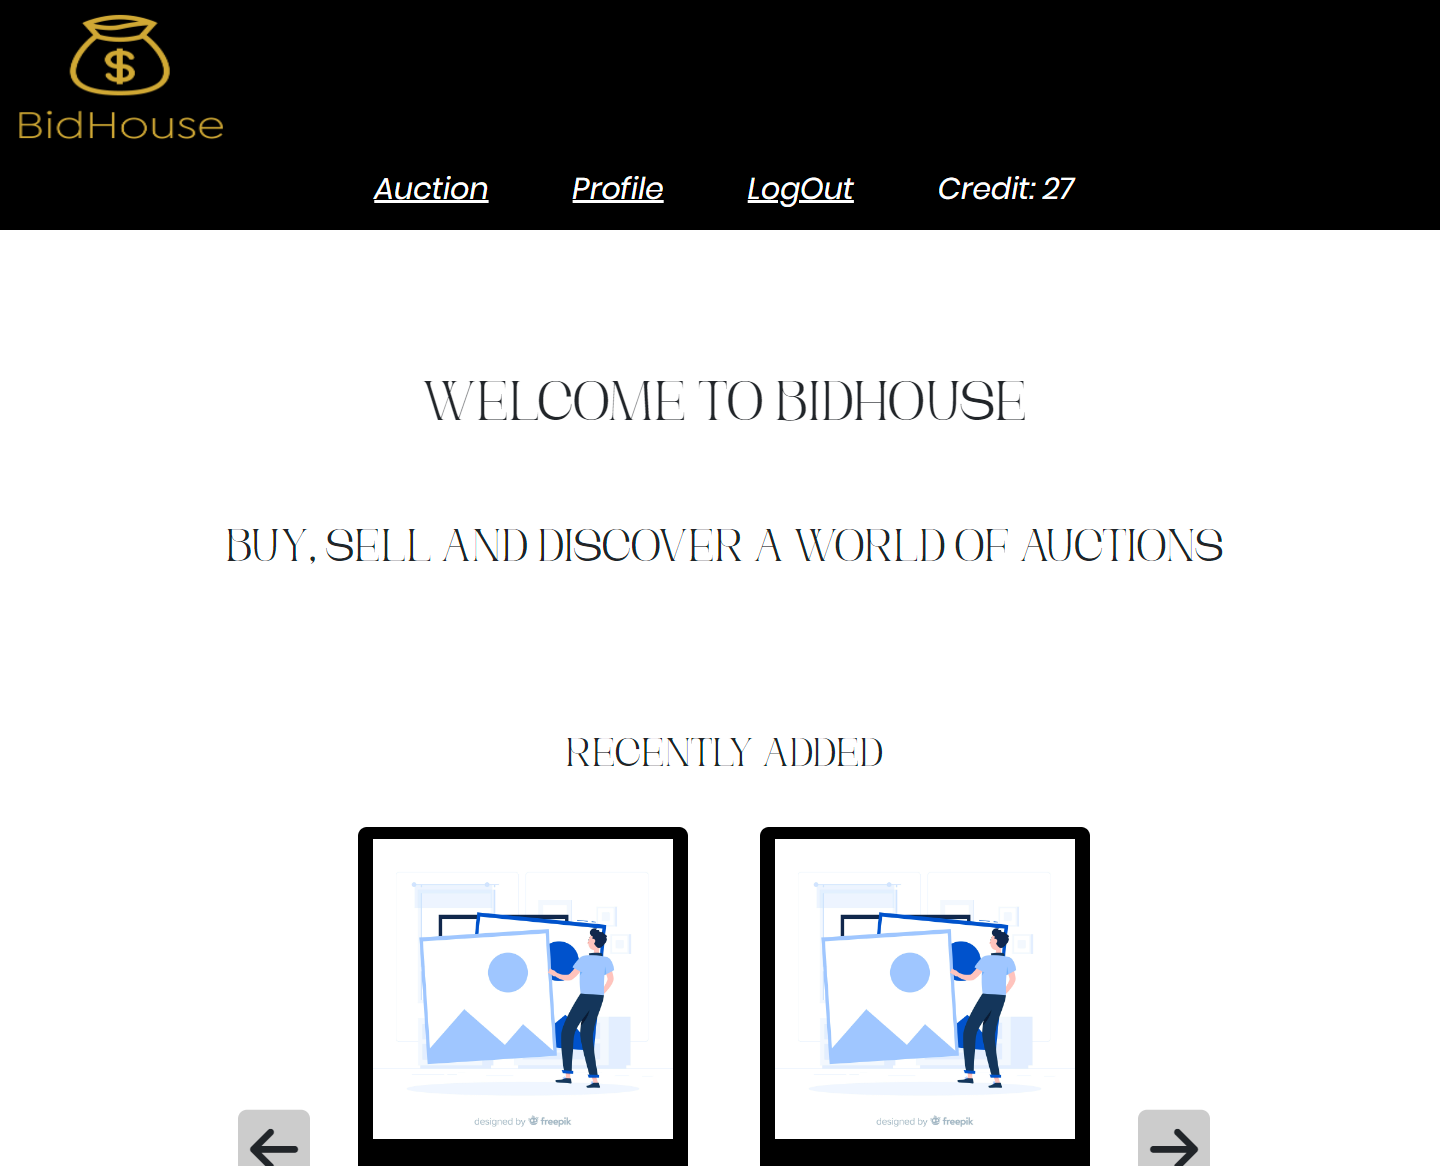 $
BidHouse
Auction Profile LogOut Credit: 27
WELCOME TO BIDHOUSE
BUY, SELL AND DISCOVER A WORLD OF AUCTIONS
RECENTLY ADDED
designed by freepik
designed by freepik